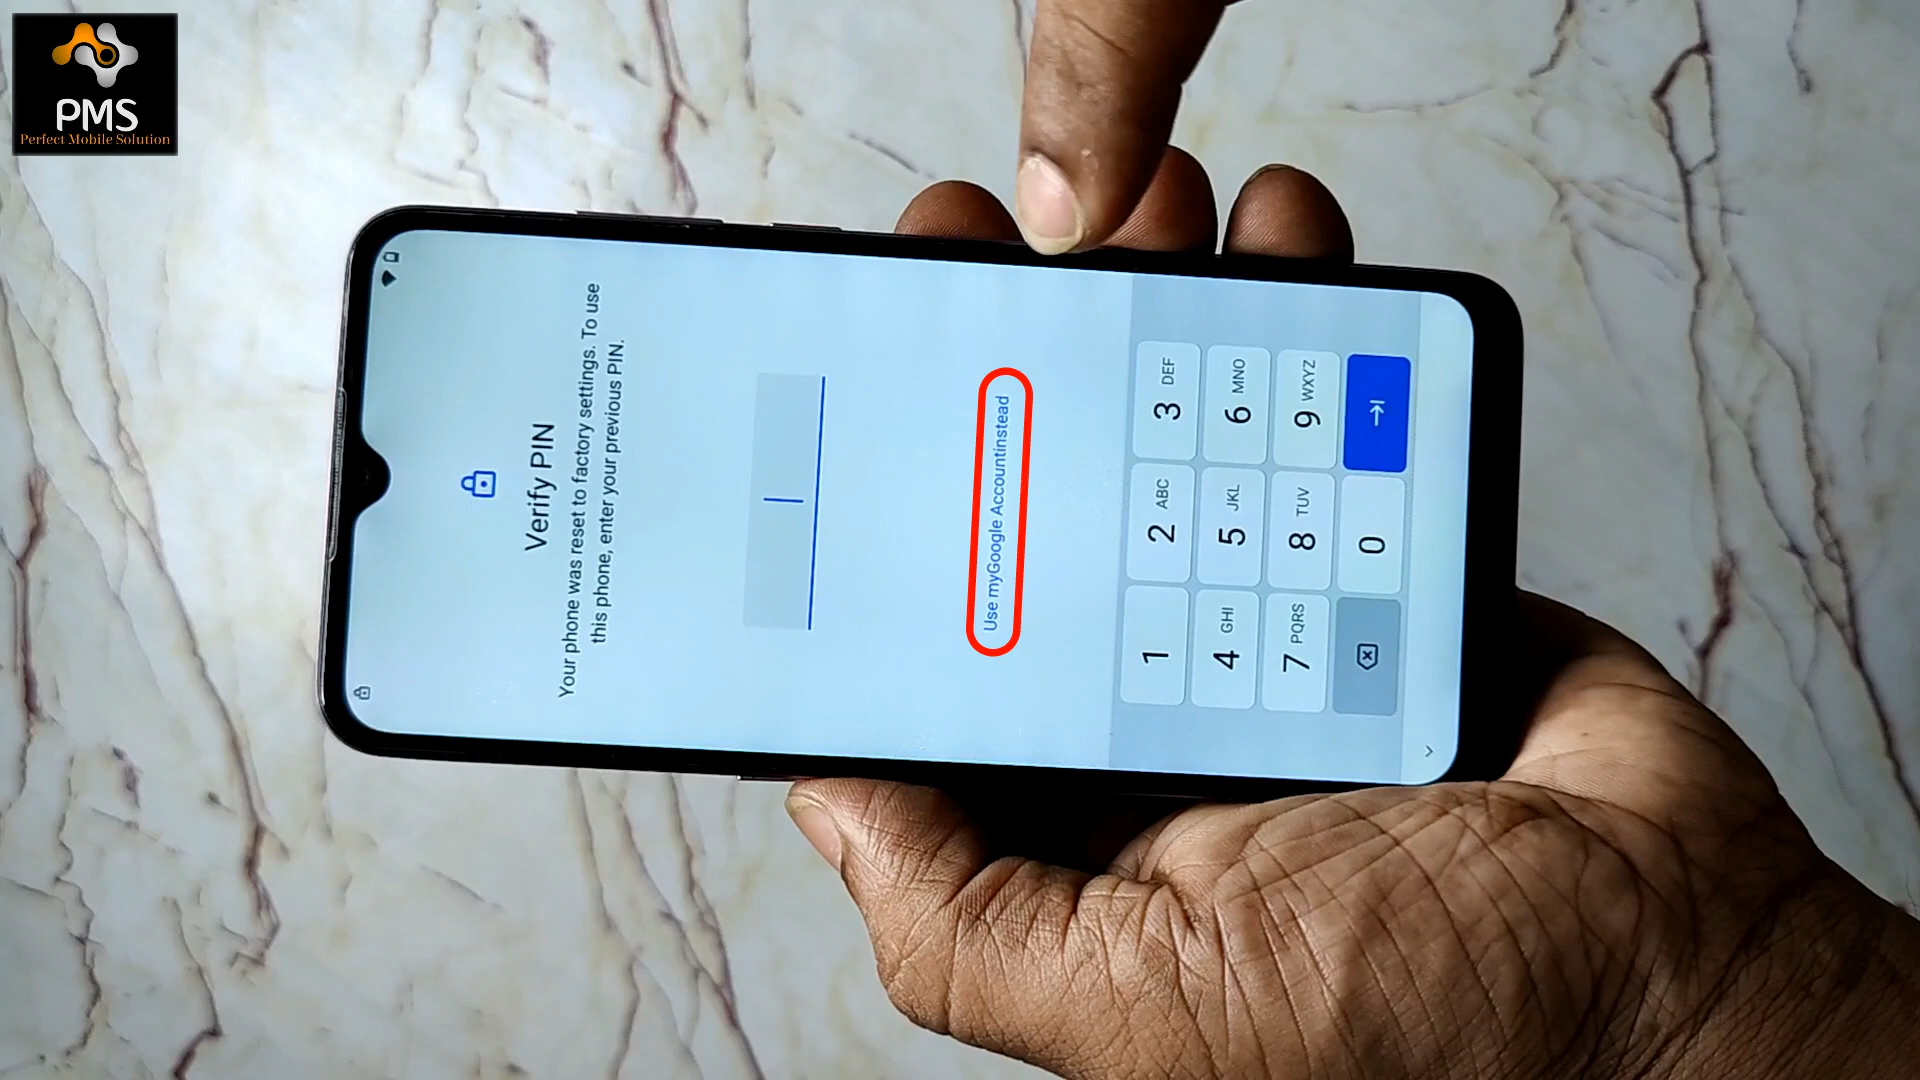 PMS
Perfect Mobile Solution
Verify PIN
Your phone was reset to factory settings. To use
this phone, enter your previous PIN.
Use myGoogle Accountinstead
1
2 ABC
3 DEF
4 GHI
5 JKL
6 MNO
7 PQRS
8 TUV
9 WXYZ
0